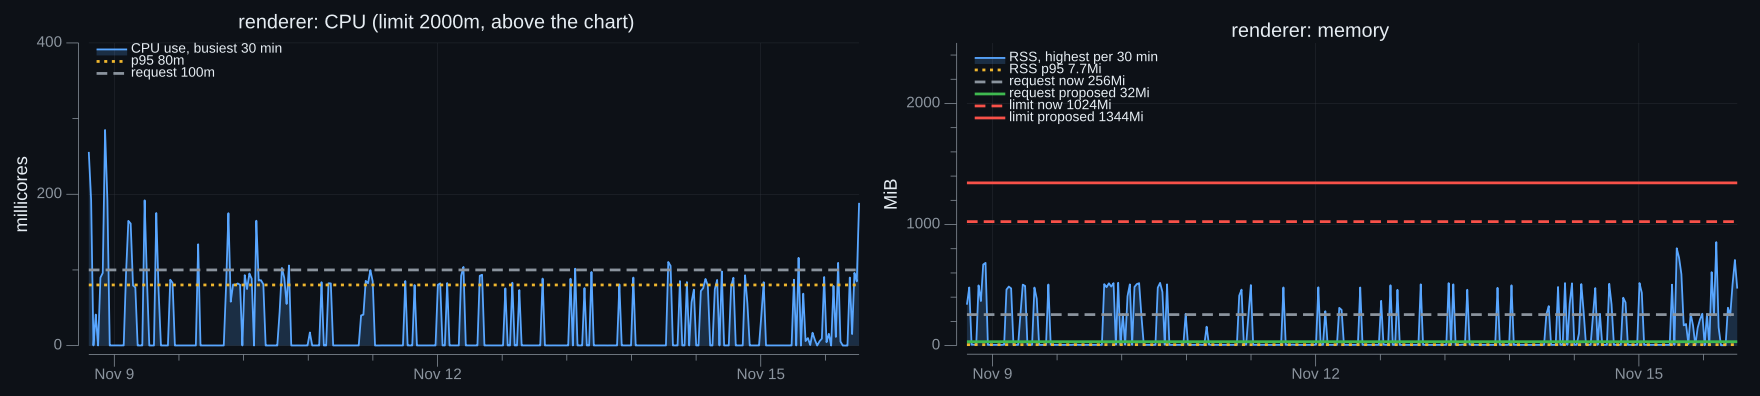 renderer: CPU (limit 2000m, above the chart)
400
200
0
millicores
CPU use, busiest 30 min
p95 80m
request 100m
Nov 9
Nov 12
Nov 15
renderer: memory
2000
1000
0
MiB
RSS, highest per 30 min
RSS p95 7.7Mi
request now 256Mi
request proposed 32Mi
limit now 1024Mi
limit proposed 1344Mi
Nov 9
Nov 12
Nov 15